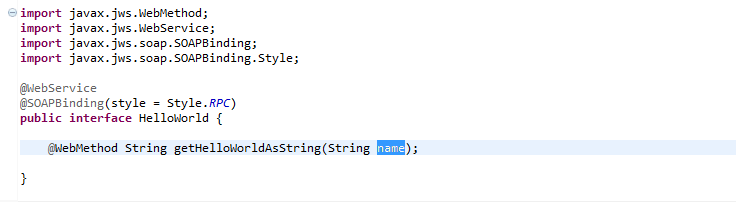 import javax.jws.WebMethod;
import javax.jws.WebService;
import javax.jws.soap.SOAPBinding;
import javax.jws.soap.SOAPBinding.Style;
@WebService
@SOAPBinding(style = Style.RPC)
public interface HelloWorld {
@WebMethod String getHelloWorldAsString(String name);
}